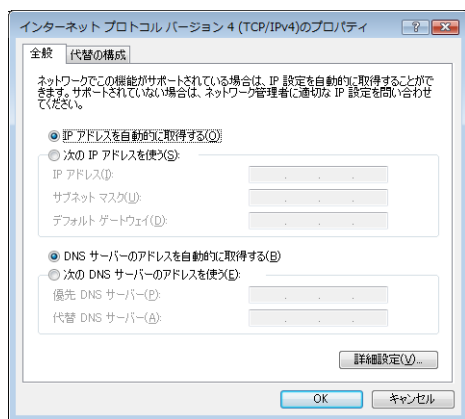 インターネット プロトコル バージョン 4 (TCP/IPv4)のプロパティ
全般
代替の構成
ネットワークでこの機能がサポートされている場合は、IP 設定を自動的に取得することがで
きます。サポートされていない場合は、ネットワーク管理者に適切な IP 設定を問い合わせ
てください。
IP アドレスを自動的に取得する(O)
次の IP アドレスを使う(S):
IP アドレス(I):
サブネット マスク(U):
デフォルト ゲートウェイ(D):
DNS サーバーのアドレスを自動的に取得する(B)
次の DNS サーバーのアドレスを使う(E):
優先 DNS サーバー(P):
代替 DNS サーバー(A):
詳細設定(V)...
OK
キャンセル